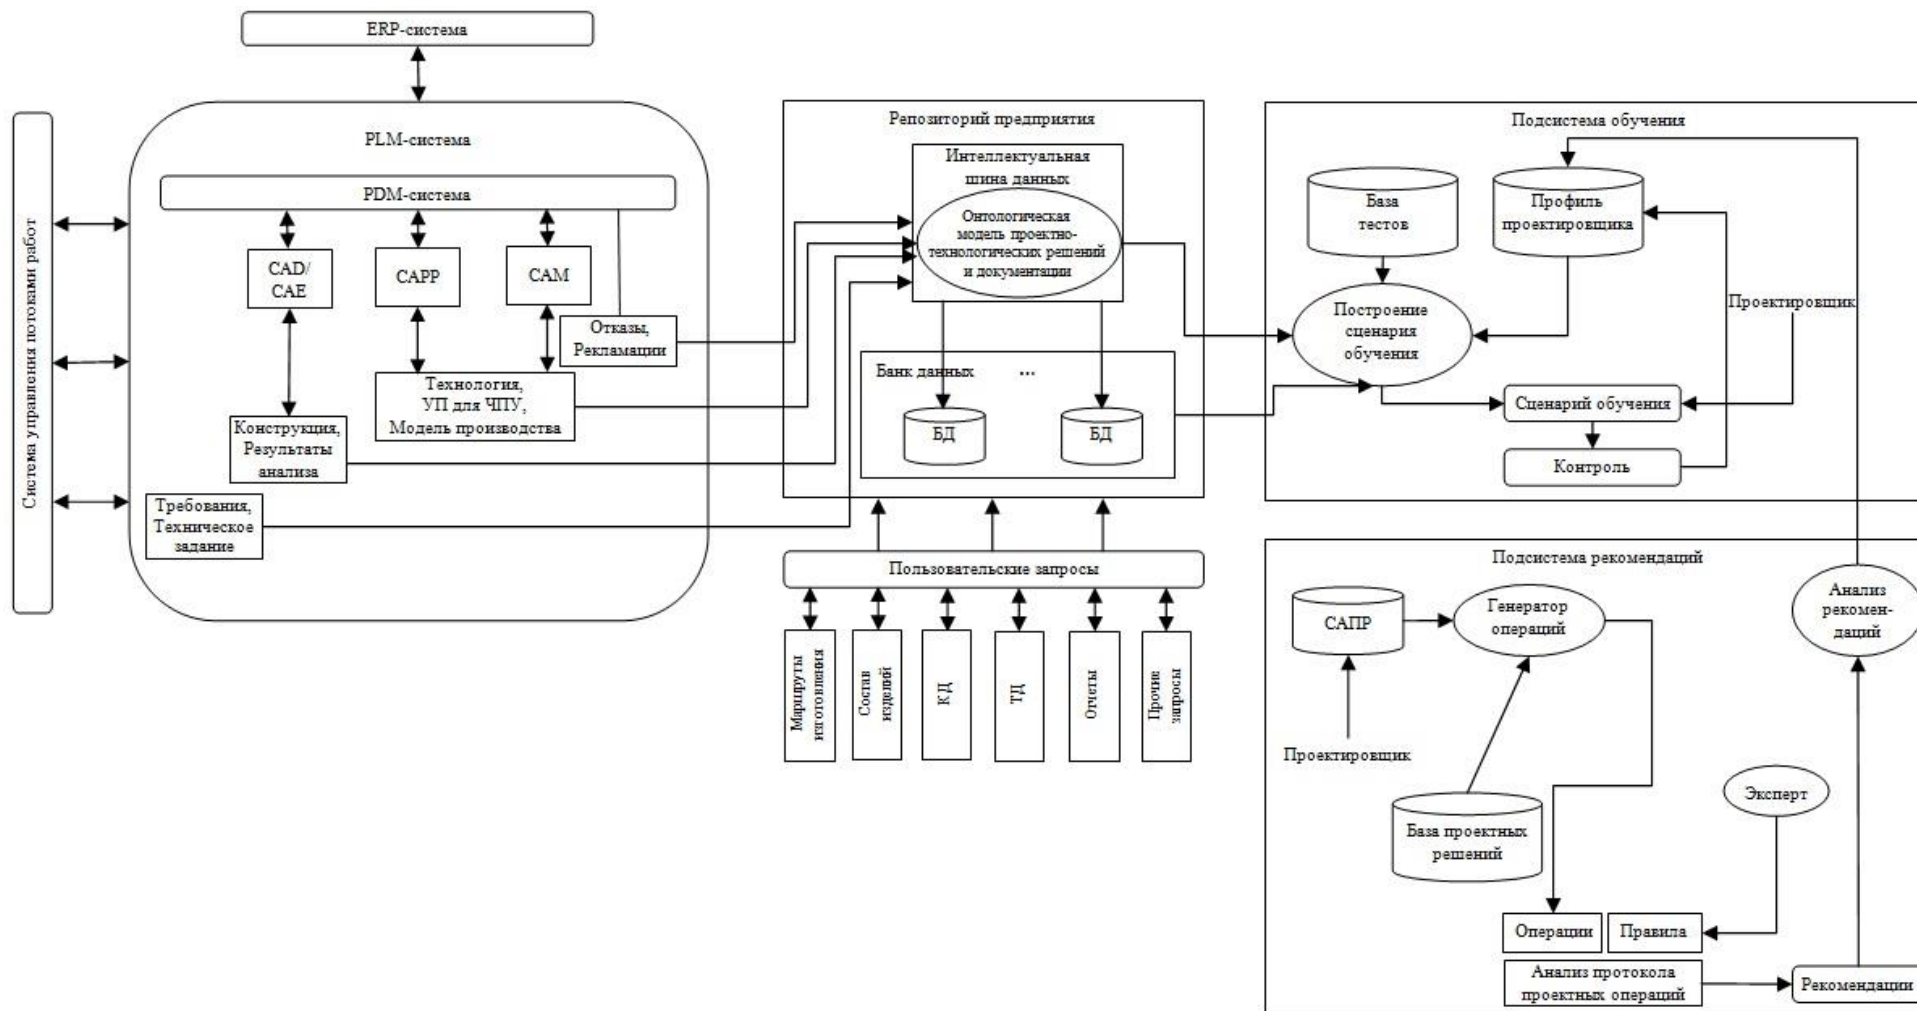 ERP-система
Система управления потоками работ
PLM-система
PDM-система
CAD/
CAE
CAPP
CAM
Отказы,
Рекламации
Технология,
УП для ЧПУ,
Модель производства
Конструкция,
Результаты
анализа
Требования,
Техническое
задание
Репозиторий предприятия
Интеллектуальная
шина данных
Онтологическая
модель проектно-
технологических решений
и документации
Банк данных ...
БД
БД
Пользовательские запросы
Маршруты
изготовления
Состав
изделий
КД
ТД
Отчеты
Прочие
запросы
Подсистема обучения
База
тестов
Профиль
проектировщика
Построение
сценария
обучения
Проектировщик
Сценарий обучения
Контроль
Подсистема рекомендаций
САПР
Генератор
операций
Анализ
рекомен-
даций
Проектировщик
База проектных
решений
Эксперт
Операции
Правила
Анализ протокола
проектных операций
Рекомендации